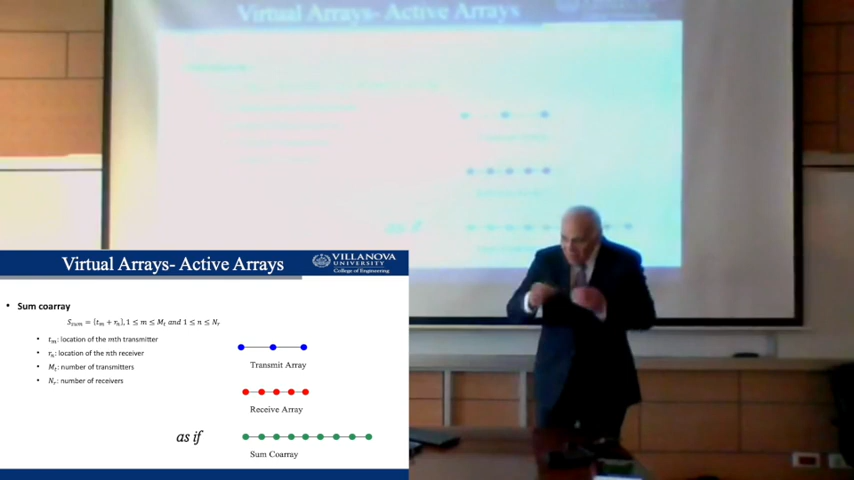 Virtual Arrays- Active Arrays
Virtual Arrays- Active Arrays
VILLANOVA
UNIVERSITY
College of Engineering
• Sum coarray
S_sum = {t_m + r_n}, 1 ≤ m ≤ M_t and 1 ≤ n ≤ N_r
• t_m: location of the mth transmitter
• r_n: location of the nth receiver
• M_t: number of transmitters
• N_r: number of receivers
Transmit Array
Receive Array
as if
as if
Sum Coarray